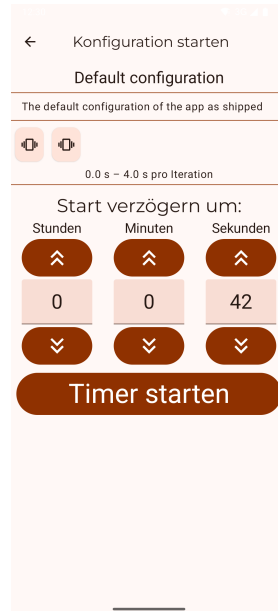 Konfiguration starten
Default configuration
The default configuration of the app as shipped
0.0 s – 4.0 s pro Iteration
Start verzögern um:
Stunden Minuten Sekunden
0 0 42
Timer starten